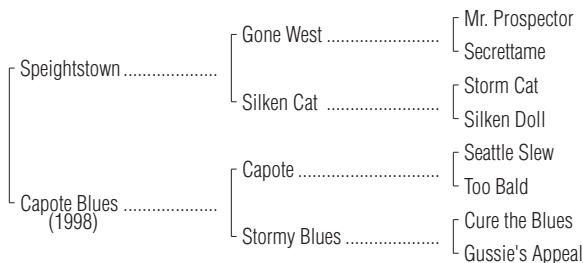 Mr. Prospector
Gone West
Secrettame
Speightstown
Storm Cat
Silken Cat
Silken Doll
Seattle Slew
Capote
Too Bald
Capote Blues
(1998)
Cure the Blues
Stormy Blues
Gussie's Appeal